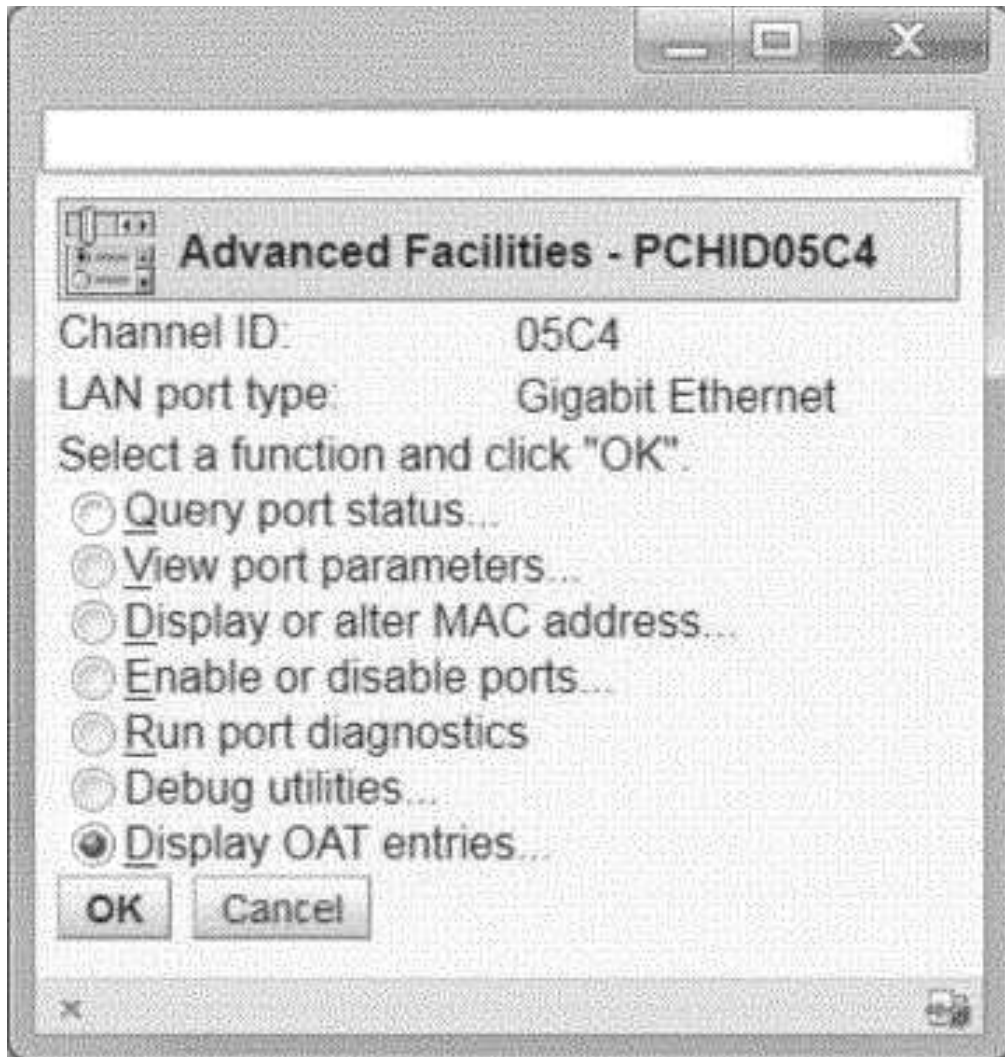 Advanced Facilities - PCHID05C4
Channel ID: 05C4
LAN port type: Gigabit Ethernet
Select a function and click "OK".
Query port status...
View port parameters...
Display or alter MAC address...
Enable or disable ports...
Run port diagnostics
Debug utilities...
Display OAT entries...
OK Cancel